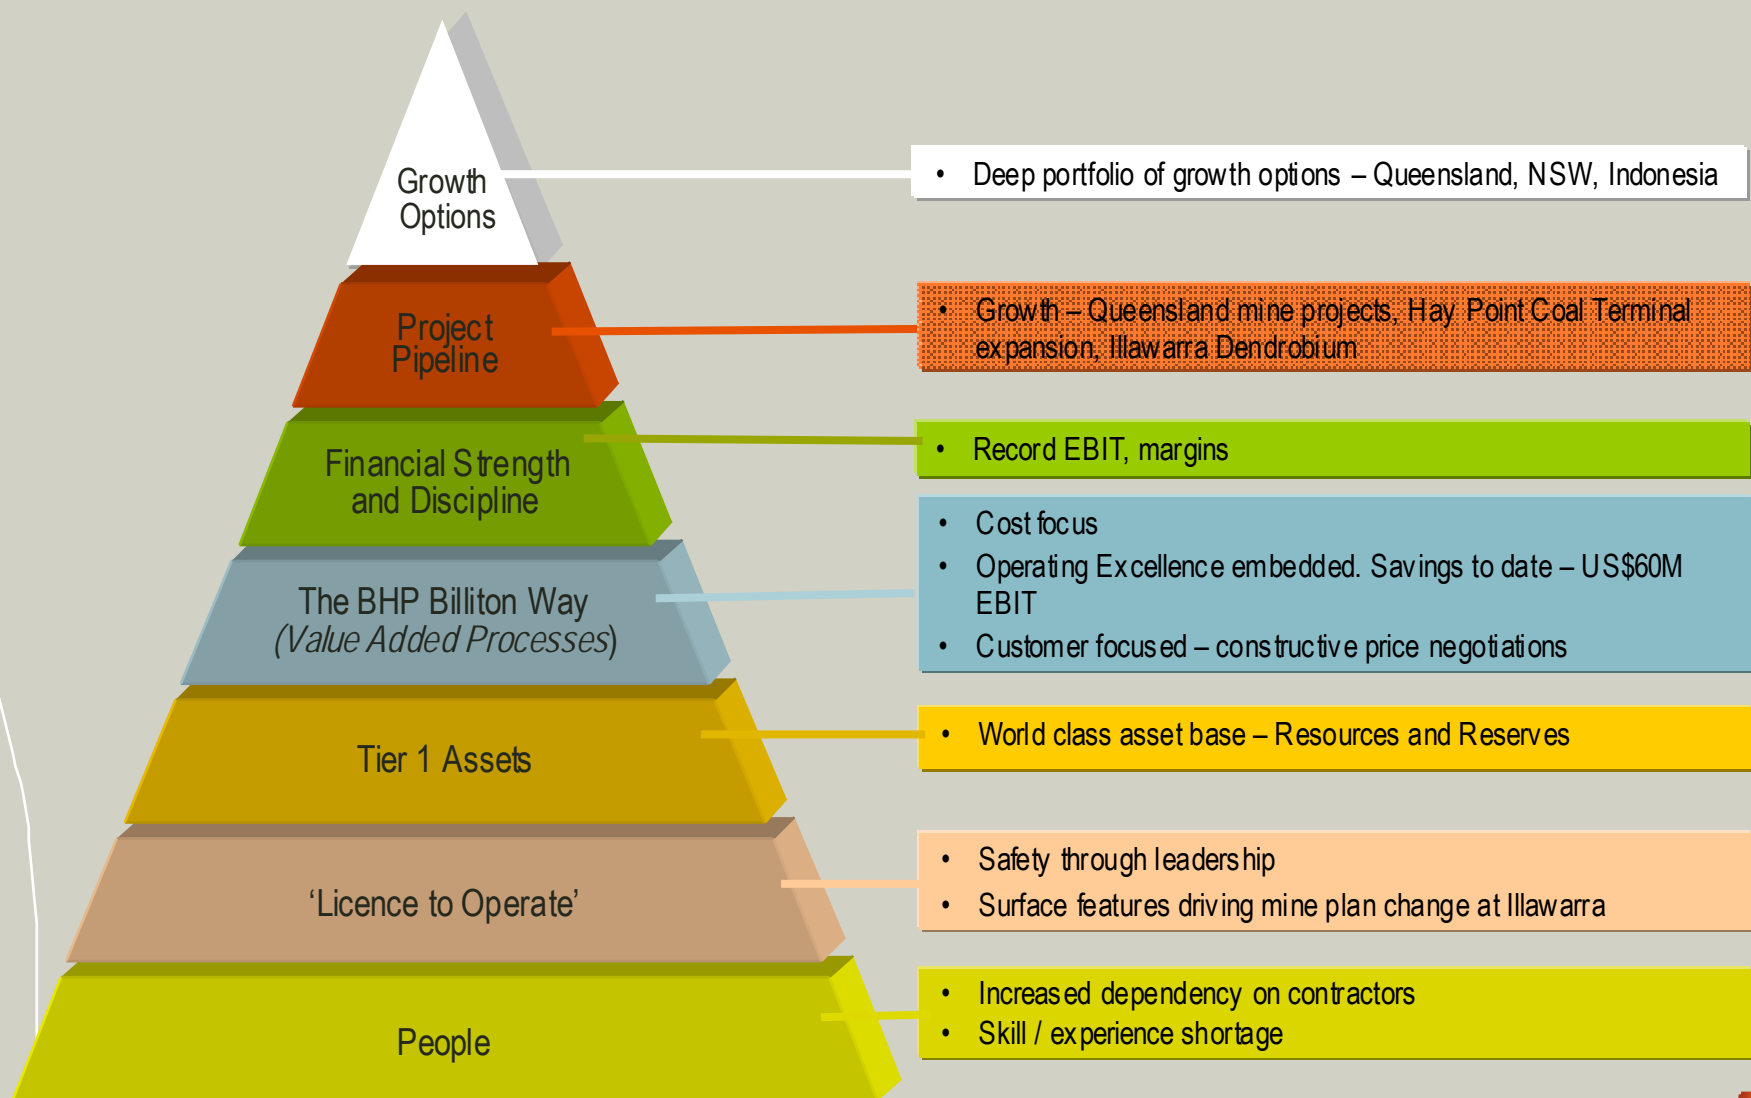 Growth
Options
• Deep portfolio of growth options – Queensland, NSW, Indonesia
Project
Pipeline
• Growth – Queensland mine projects, Hay Point Coal Terminal
expansion, Illawarra Dendrobium
Financial Strength
and Discipline
• Record EBIT, margins
The BHP Billiton Way
(Value Added Processes)
• Cost focus
• Operating Excellence embedded. Savings to date – US$60M
EBIT
• Customer focused – constructive price negotiations
Tier 1 Assets
• World class asset base – Resources and Reserves
‘Licence to Operate’
• Safety through leadership
• Surface features driving mine plan change at Illawarra
People
• Increased dependency on contractors
• Skill / experience shortage